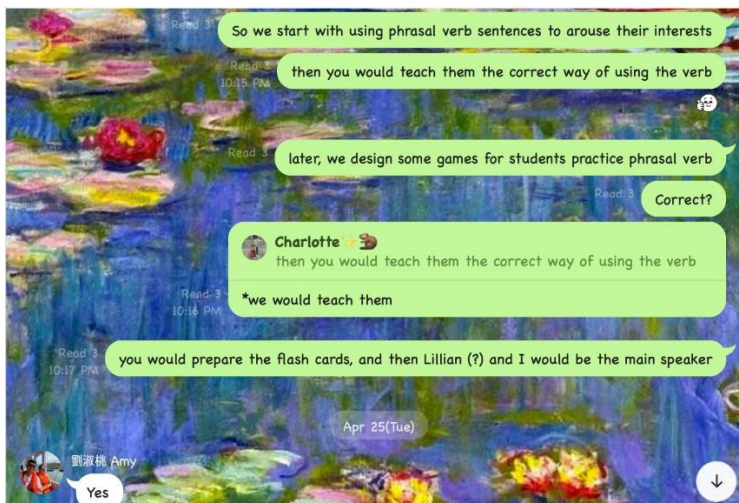 Read 3
So we start with using phrasal verb sentences to arouse their interests
Read 3
10:15 PM
then you would teach them the correct way of using the verb
Read 3
later, we design some games for students practice phrasal verb
Read 3
Correct?
Charlotte
then you would teach them the correct way of using the verb
*we would teach them
Read 3
10:16 PM
Read 3
10:17 PM
you would prepare the flash cards, and then Lillian (?) and I would be the main speaker
Apr 25(Tue)
劉淑桃 Amy
Yes